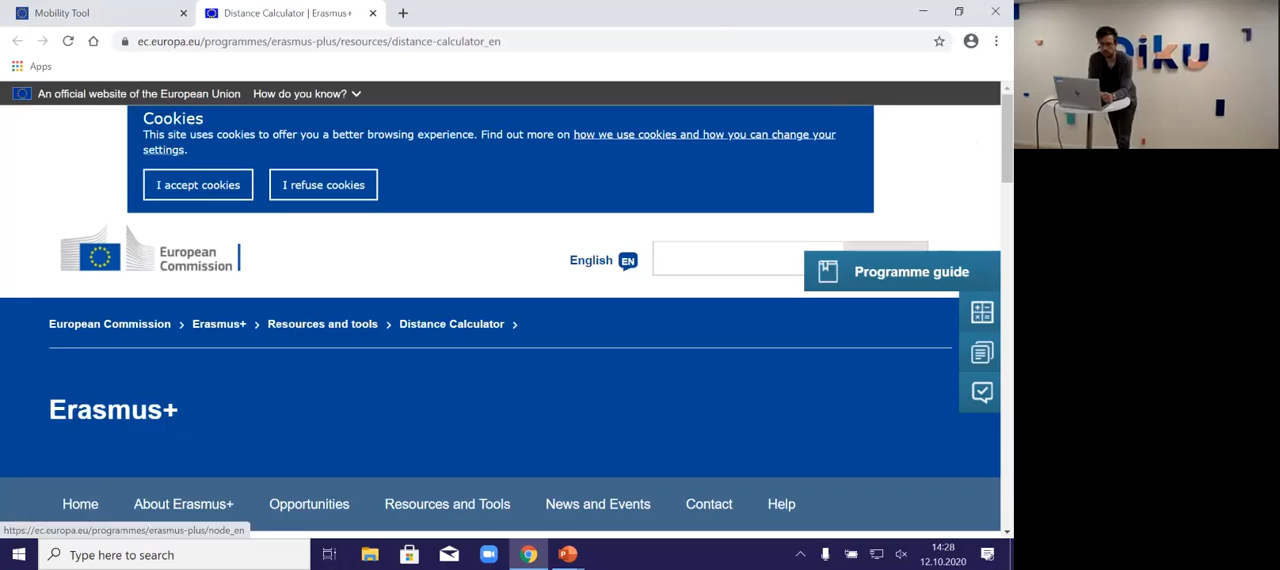 Mobility Tool
Distance Calculator | Erasmus+
ec.europa.eu/programmes/erasmus-plus/resources/distance-calculator_en
Apps
An official website of the European Union How do you know?
Cookies
This site uses cookies to offer you a better browsing experience. Find out more on how we use cookies and how you can change your
settings.
I accept cookies I refuse cookies
European
Commission
English EN
Programme guide
European Commission > Erasmus+ > Resources and tools > Distance Calculator >
Erasmus+
Home About Erasmus+ Opportunities Resources and Tools News and Events Contact Help
https://ec.europa.eu/programmes/erasmus-plus/node_en
Type here to search
14:28
12.10.2020
Diku